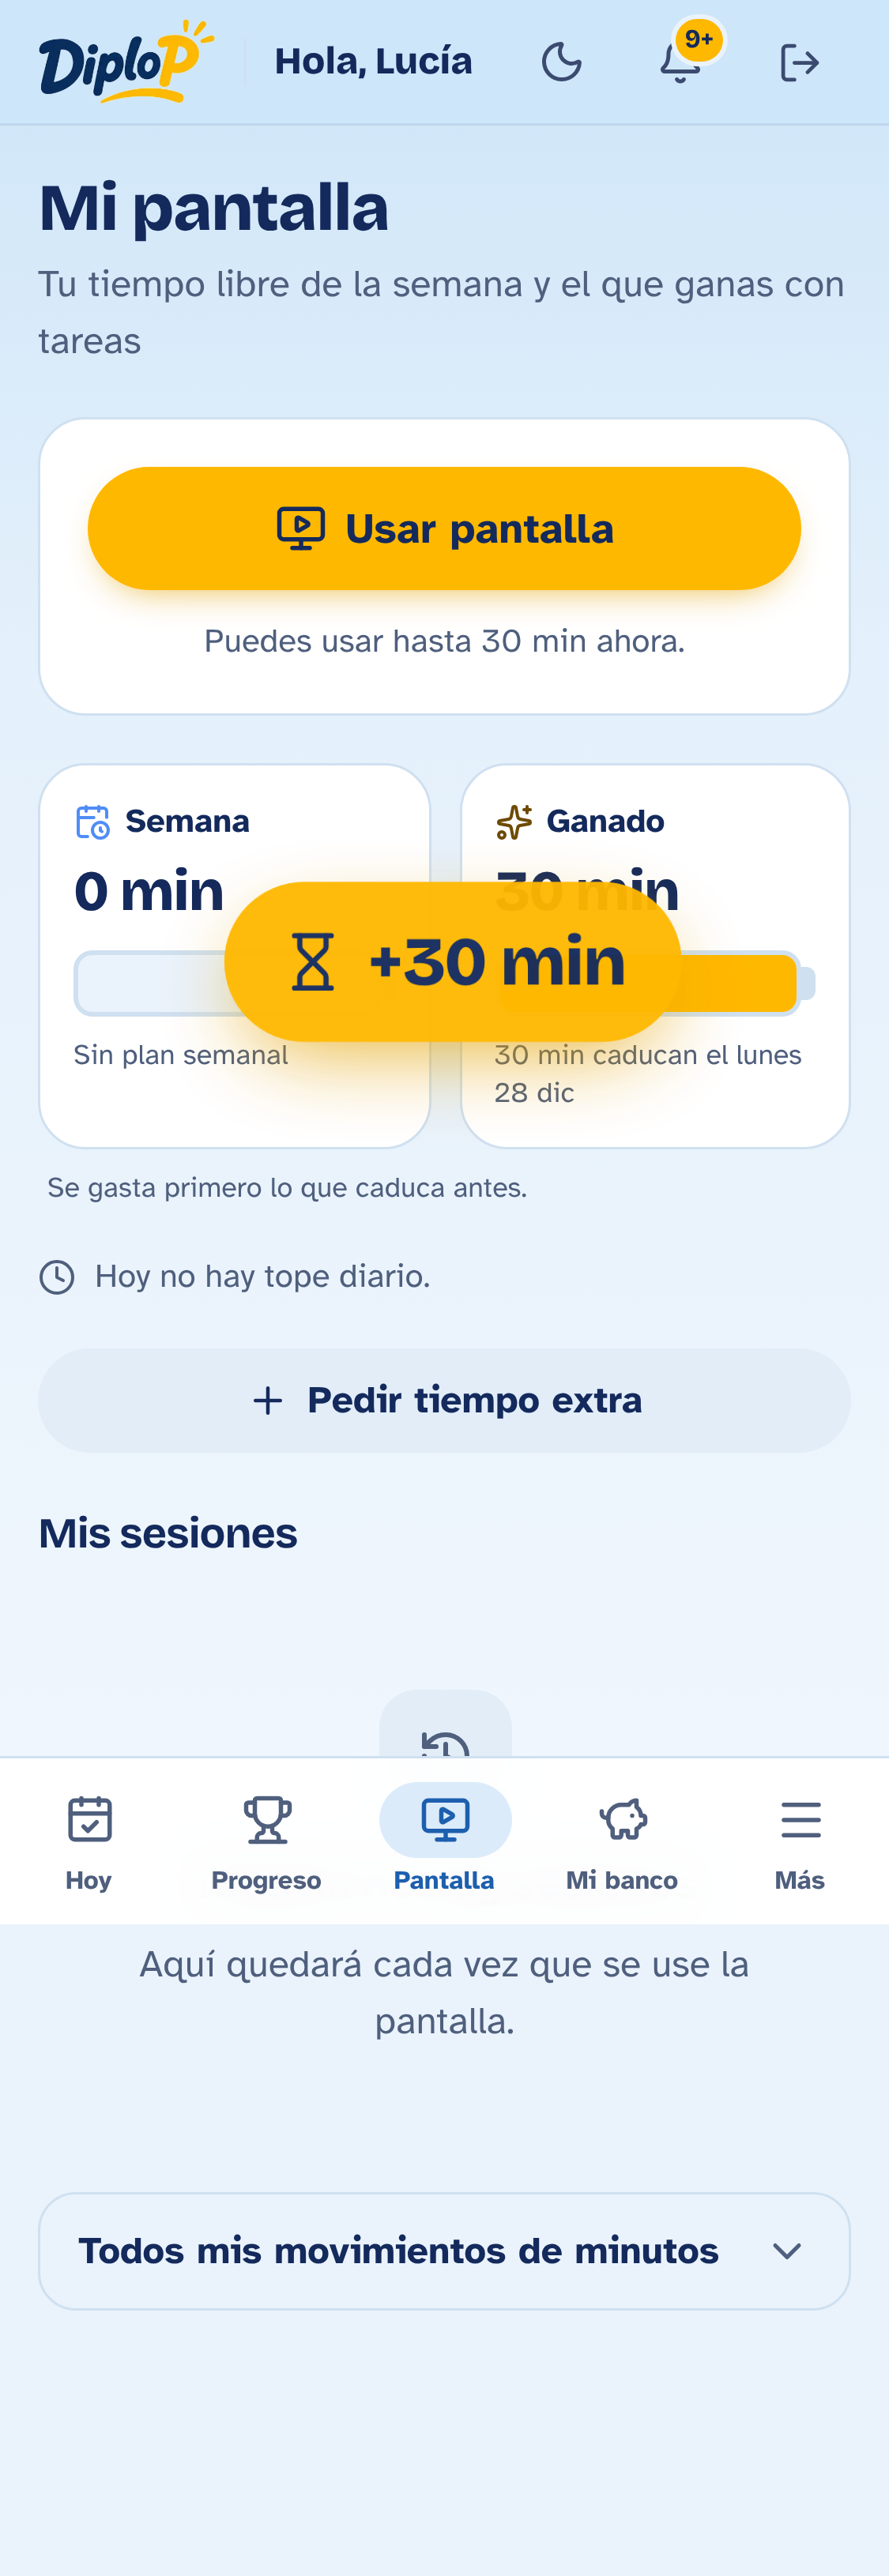 DiploP
Hola, Lucía
9+
Mi pantalla
Tu tiempo libre de la semana y el que ganas con
tareas
Usar pantalla
Puedes usar hasta 30 min ahora.
Semana
0 min
Sin plan semanal
Ganado
30 min
+30 min
30 min caducan el lunes
28 dic
Se gasta primero lo que caduca antes.
Hoy no hay tope diario.
Pedir tiempo extra
Mis sesiones
Hoy
Progreso
Pantalla
Mi banco
Más
Aquí quedará cada vez que se use la
pantalla.
Todos mis movimientos de minutos